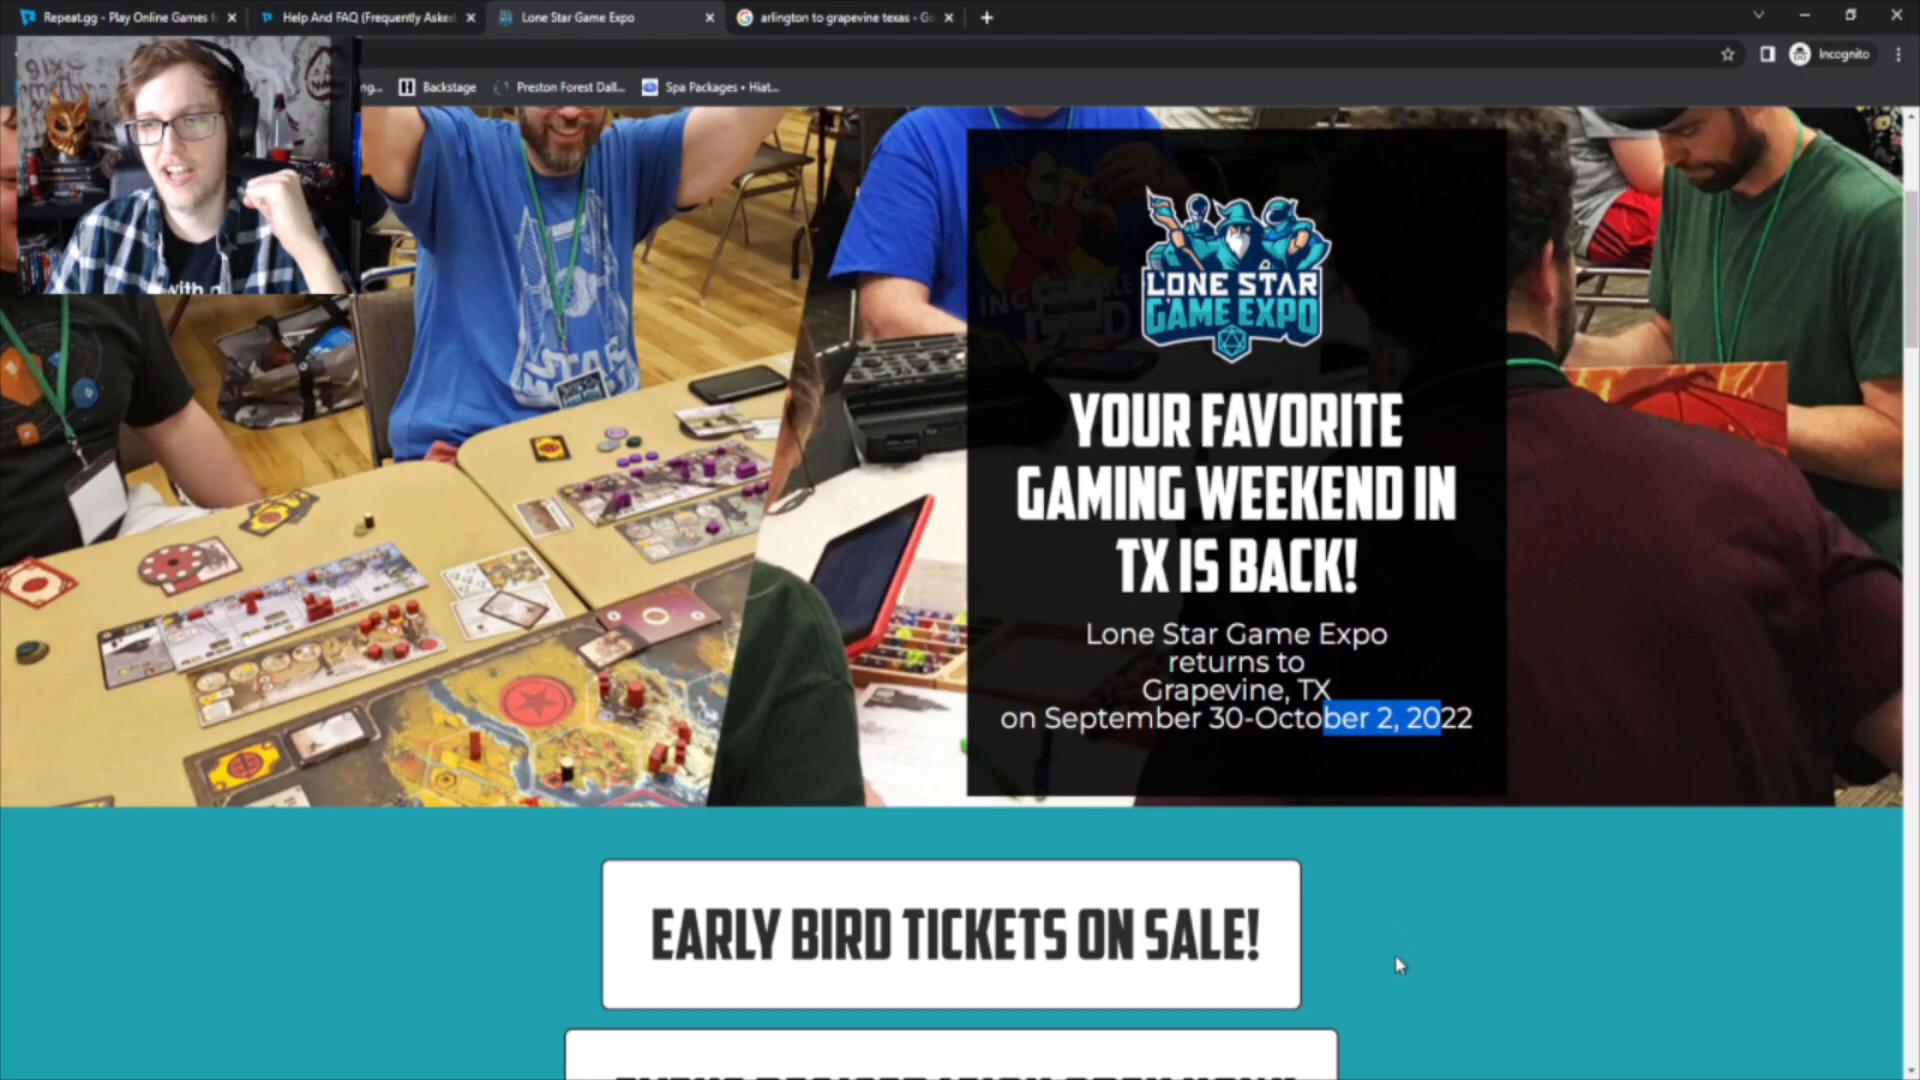 Repeat.gg - Play Online Games f
Help And FAQ (Frequently Asked
Lone Star Game Expo
arlington to grapevine texas - Go
Incognito
ng...
Backstage
Preston Forest Dall...
Spa Packages • Hiat...
LONE STAR
GAME EXPO
YOUR FAVORITE
GAMING WEEKEND IN
TX IS BACK!
Lone Star Game Expo
returns to
Grapevine, TX
on September 30-October 2, 2022
EARLY BIRD TICKETS ON SALE!